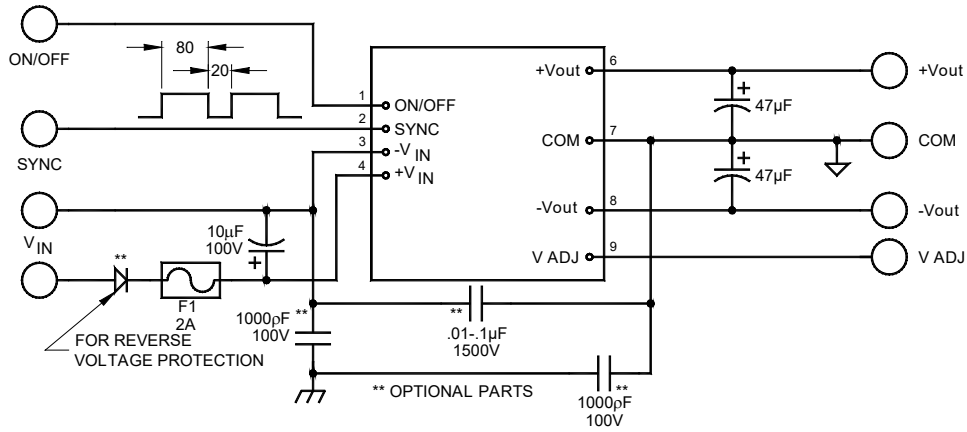 ON/OFF
80
20
SYNC
V IN
10µF
100V
+
**
F1
2A
FOR REVERSE
VOLTAGE PROTECTION
1
ON/OFF
2
SYNC
3
-V IN
4
+V IN
+Vout
6
COM
7
-Vout
8
V ADJ
9
+
47µF
+
47µF
+Vout
COM
-Vout
V ADJ
1000ρF **
100V
**
.01-.1µF
1500V
** OPTIONAL PARTS
**
1000ρF
100V